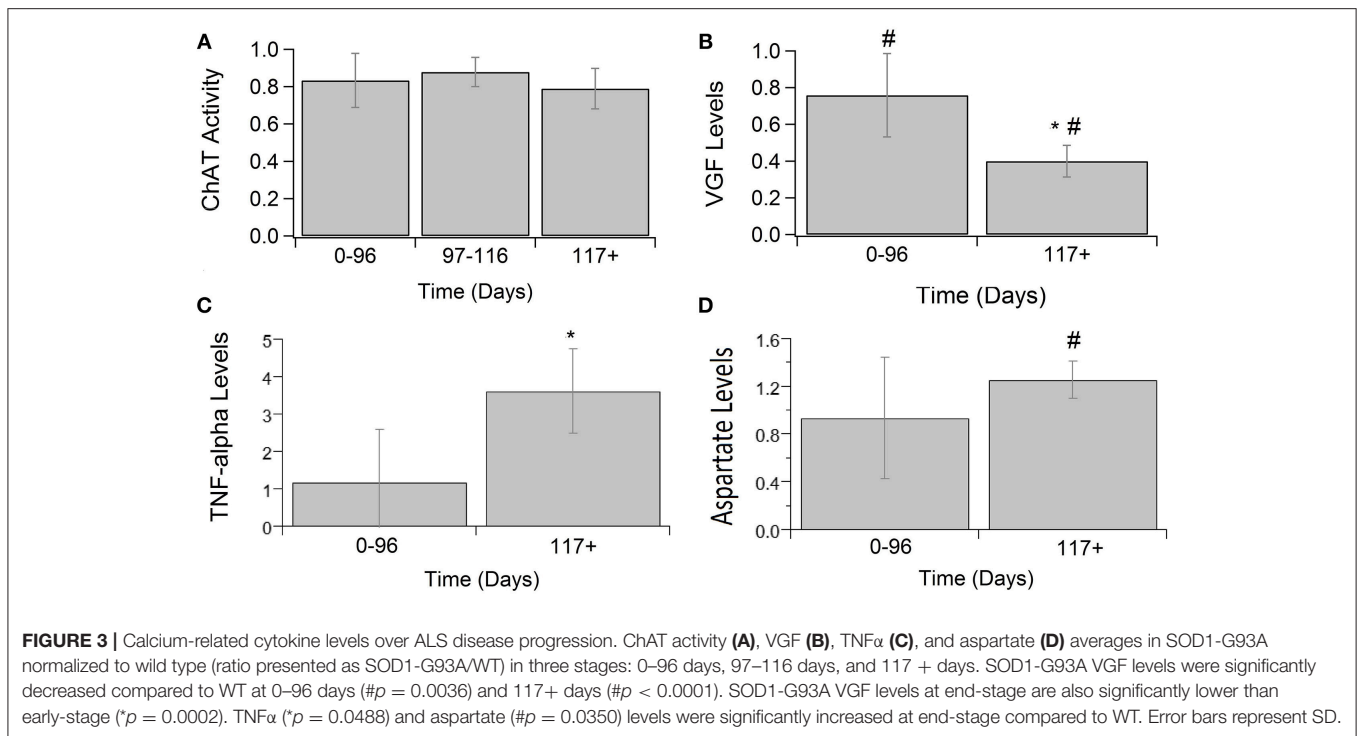 A
1.0
0.8
0.6
0.4
0.2
0.0
ChAT Activity
0-96
97-116
117+
Time (Days)
B
#
* #
1.0
0.8
0.6
0.4
0.2
0.0
VGF Levels
0-96
117+
Time (Days)
C
*
5
4
3
2
1
0
TNF-alpha Levels
0-96
117+
Time (Days)
D
#
1.6
1.2
0.8
0.4
0.0
Aspartate Levels
0-96
117+
Time (Days)
FIGURE 3 | Calcium-related cytokine levels over ALS disease progression. ChAT activity (A), VGF (B), TNFα (C), and aspartate (D) averages in SOD1-G93A
normalized to wild type (ratio presented as SOD1-G93A/WT) in three stages: 0–96 days, 97–116 days, and 117 + days. SOD1-G93A VGF levels were significantly
decreased compared to WT at 0–96 days (#p = 0.0036) and 117+ days (#p < 0.0001). SOD1-G93A VGF levels at end-stage are also significantly lower than
early-stage (*p = 0.0002). TNFα (*p = 0.0488) and aspartate (#p = 0.0350) levels were significantly increased at end-stage compared to WT. Error bars represent SD.